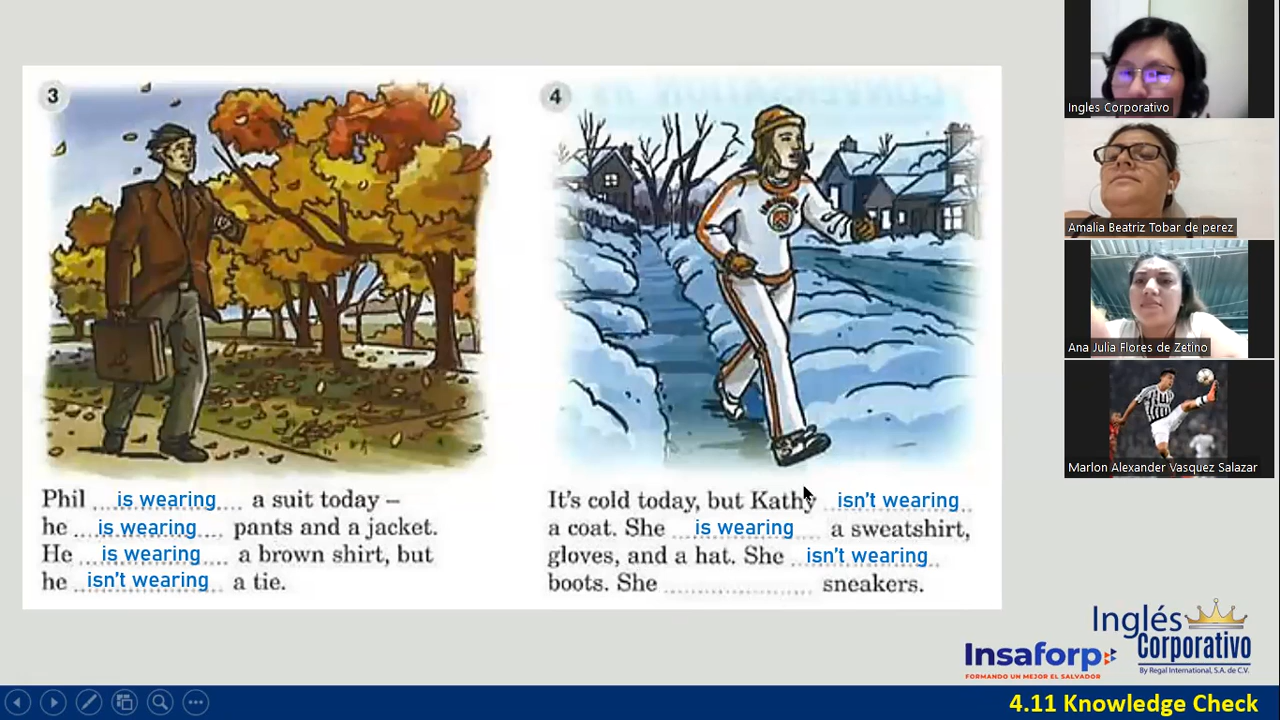 3
Phil is wearing a suit today –
he is wearing pants and a jacket.
He is wearing a brown shirt, but
he isn't wearing a tie.
4
It's cold today, but Kathy isn't wearing
a coat. She is wearing a sweatshirt,
gloves, and a hat. She isn't wearing
boots. She ............... sneakers.
Ingles Corporativo
Amalia Beatriz Tobar de perez
Ana Julia Flores de Zetino
Marlon Alexander Vasquez Salazar
Insaforp
FORMANDO UN MEJOR EL SALVADOR
Inglés
Corporativo
By Regal International, S.A. de C.V.
4.11 Knowledge Check